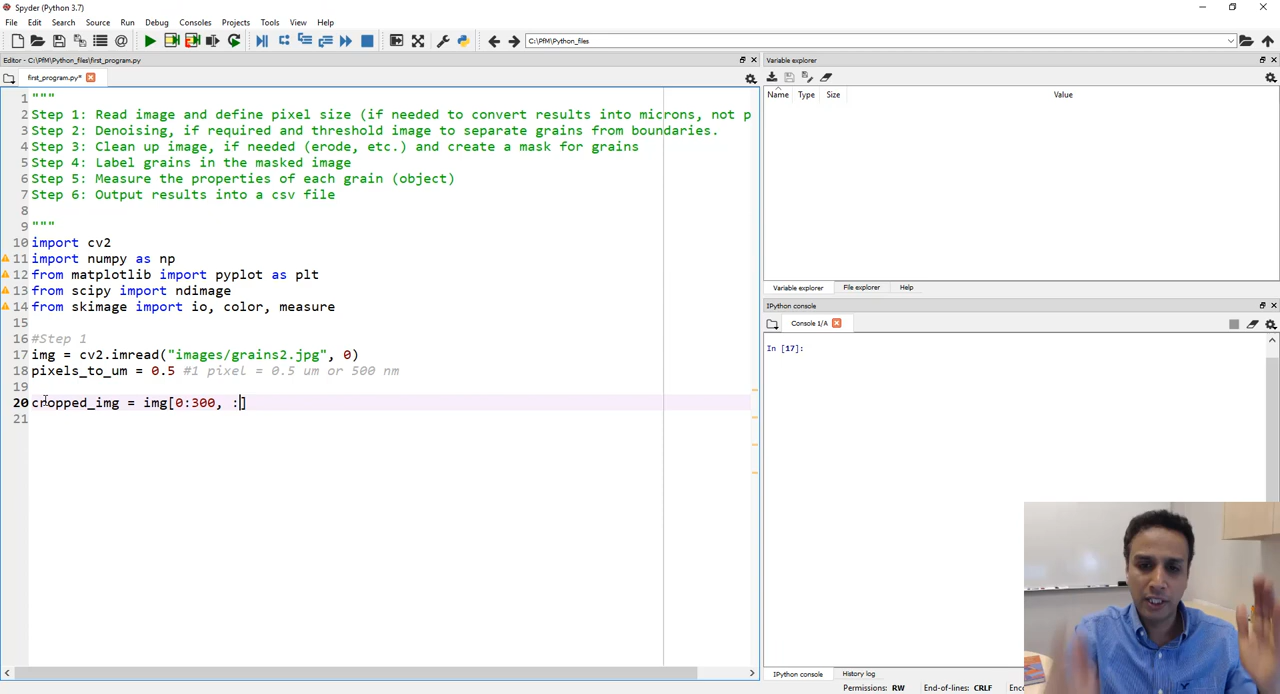 Spyder (Python 3.7)
File Edit Search Source Run Debug Consoles Projects Tools View Help
C:\PfM\Python_files
Editor - C:\PfM\Python_files\first_program.py
first_program.py*
1 """
2 Step 1: Read image and define pixel size (if needed to convert results into microns, not p
3 Step 2: Denoising, if required and threshold image to separate grains from boundaries.
4 Step 3: Clean up image, if needed (erode, etc.) and create a mask for grains
5 Step 4: Label grains in the masked image
6 Step 5: Measure the properties of each grain (object)
7 Step 6: Output results into a csv file
8
9 """
10 import cv2
11 import numpy as np
12 from matplotlib import pyplot as plt
13 from scipy import ndimage
14 from skimage import io, color, measure
15
16 #Step 1
17 img = cv2.imread("images/grains2.jpg", 0)
18 pixels_to_um = 0.5 #1 pixel = 0.5 um or 500 nm
19
20 cropped_img = img[0:300, :]
21
Variable explorer
Name Type Size Value
Variable explorer File explorer Help
IPython console
Console 1/A
In [17]:
IPython console History log
Permissions: RW End-of-lines: CRLF Enc